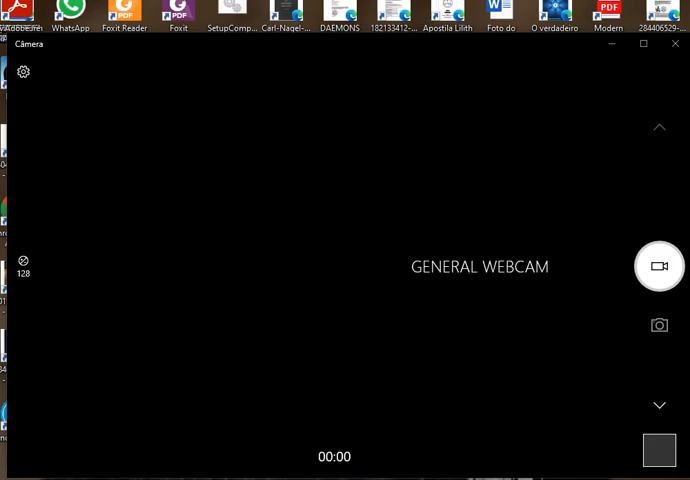 AdobeEn
WhatsApp
Foxit Reader
Foxit
SetupComp...
Carl-Nagel-...
DAEMONS
182133412-...
Apostila Lilith
Foto do
O verdadeiro
Modern
284406529-...
PDF
PDF
PDF
Câmera
128
GENERAL WEBCAM
00:00